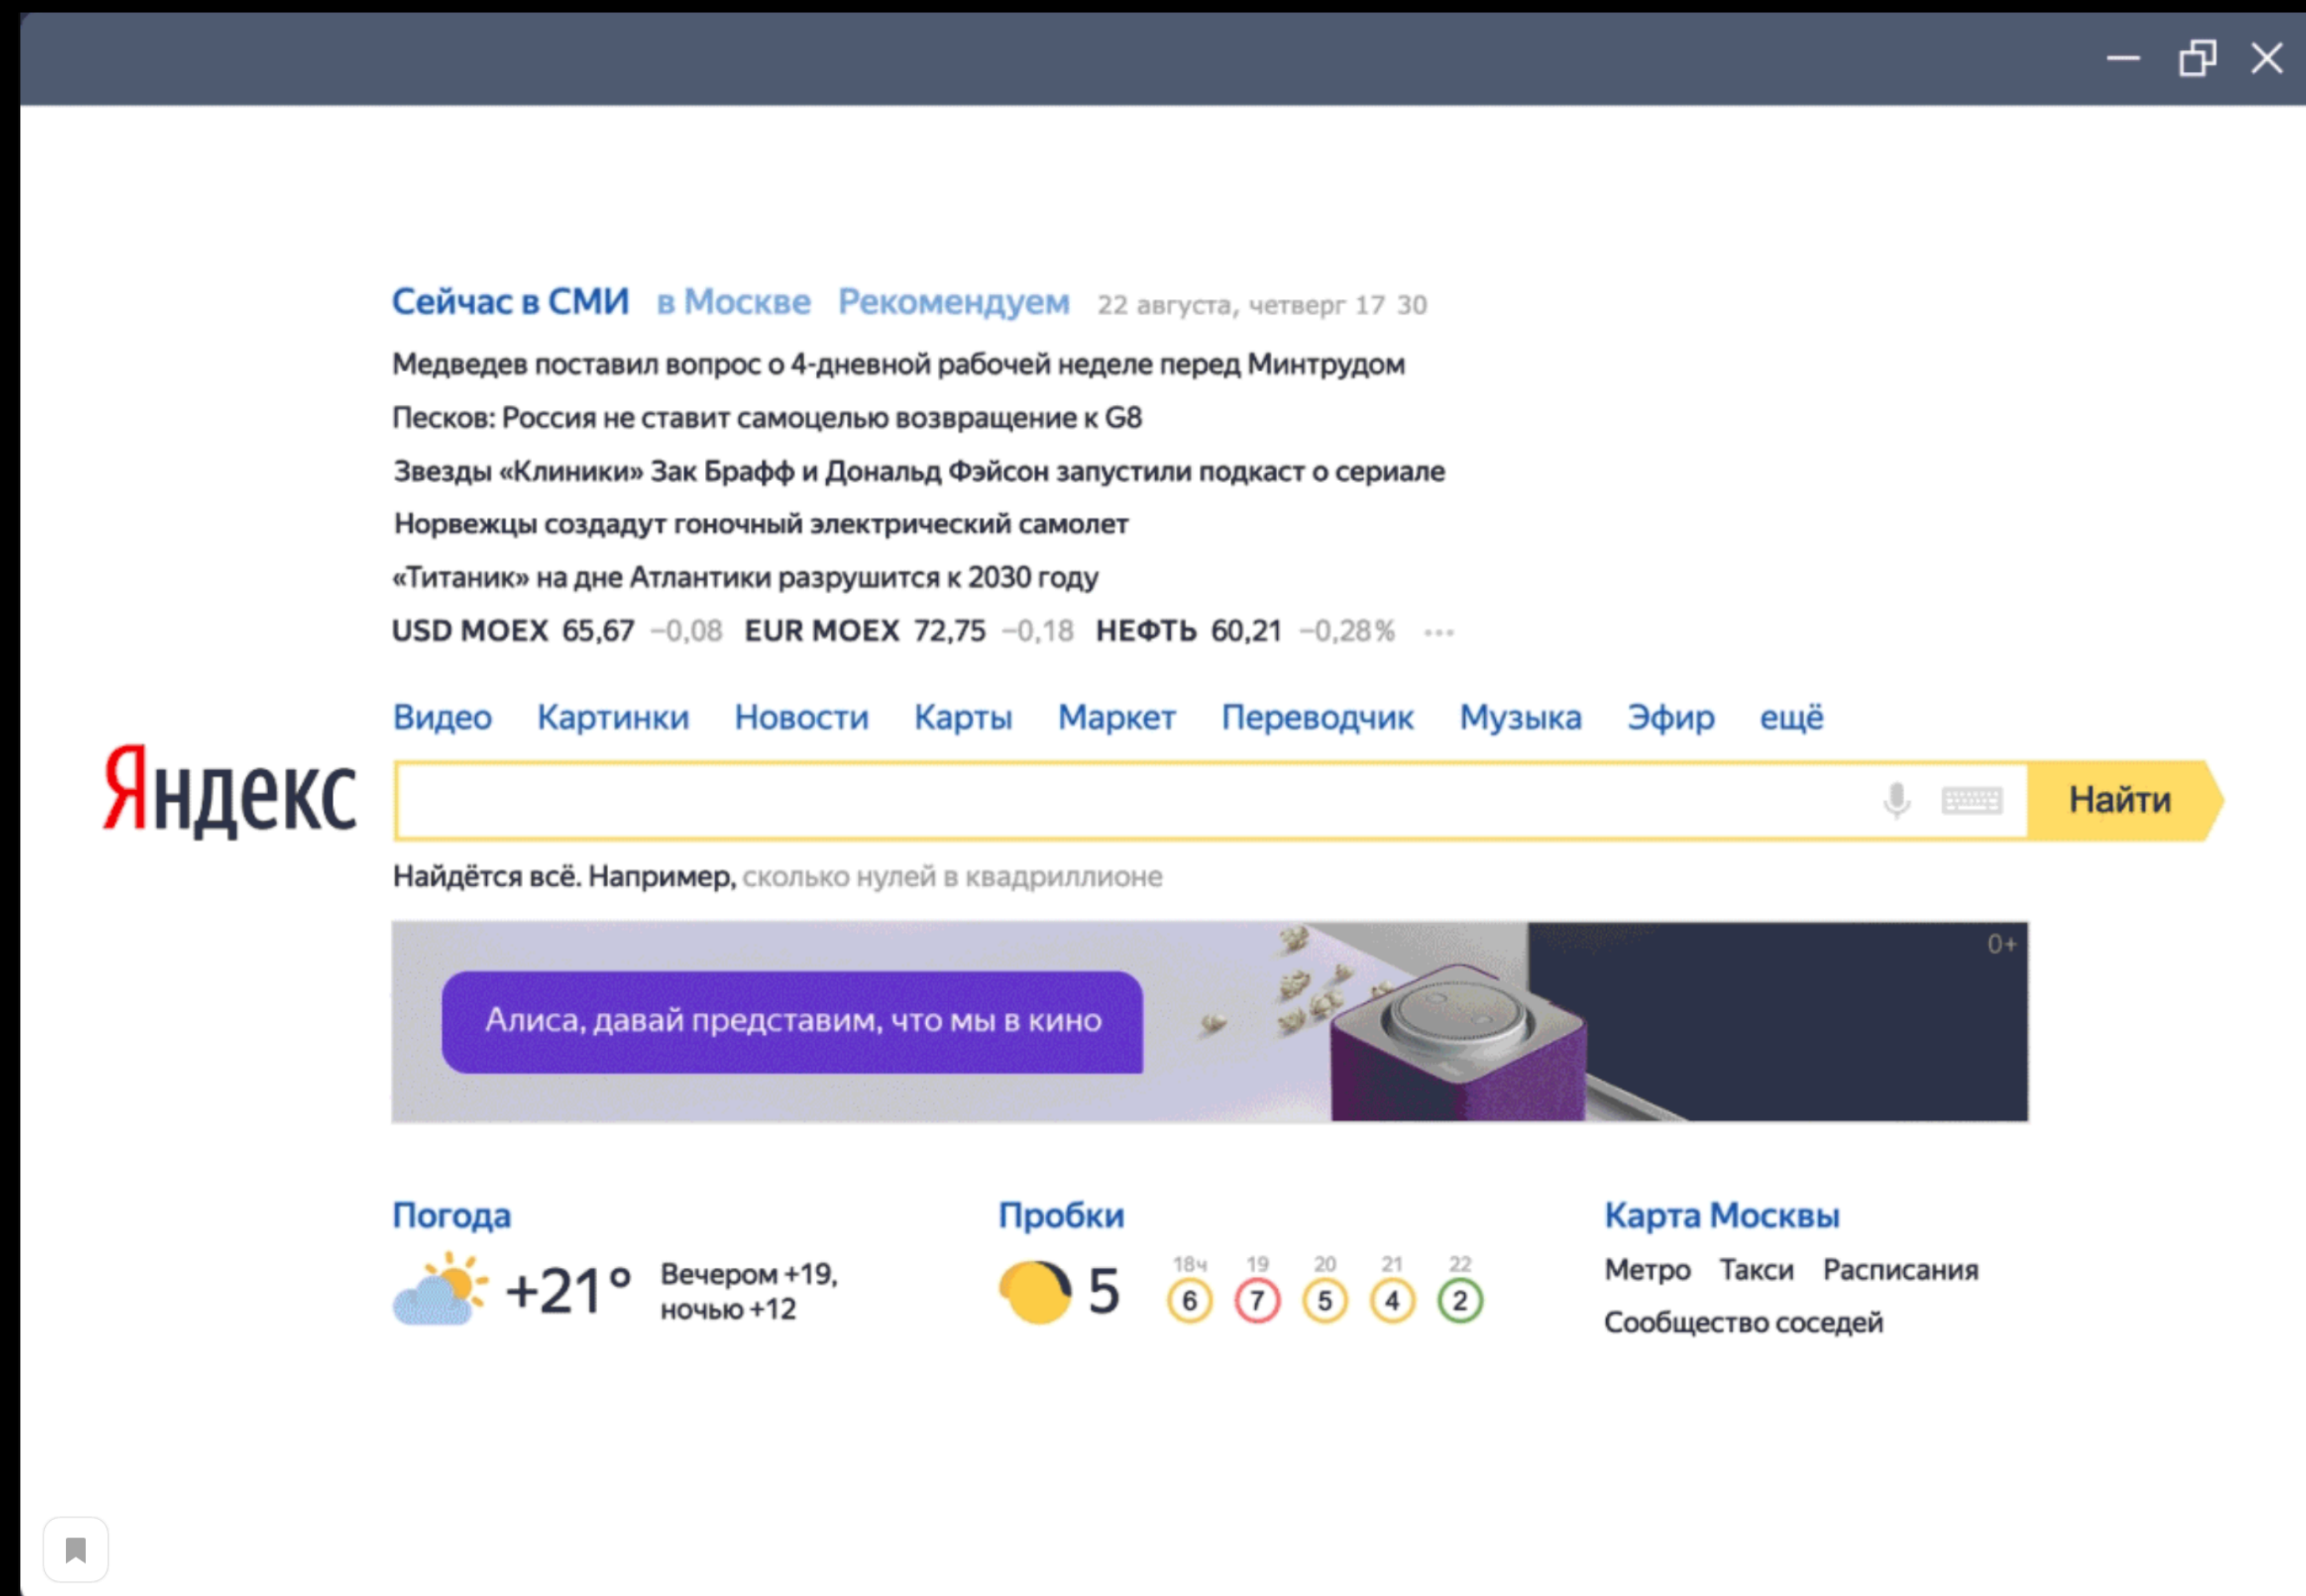 Сейчас в СМИ в Москве Рекомендуем 22 августа, четверг 17 30
Медведев поставил вопрос о 4-дневной рабочей неделе перед Минтрудом
Песков: Россия не ставит самоцелью возвращение к G8
Звезды «Клиники» Зак Брафф и Дональд Фэйсон запустили подкаст о сериале
Норвежцы создадут гоночный электрический самолет
«Титаник» на дне Атлантики разрушится к 2030 году
USD MOEX 65,67 −0,08 EUR MOEX 72,75 −0,18 НЕФТЬ 60,21 −0,28% ···
Видео Картинки Новости Карты Маркет Переводчик Музыка Эфир ещё
Яндекс Найти
Найдётся всё. Например, сколько нулей в квадриллионе
0+
Алиса, давай представим, что мы в кино
Погода Пробки Карта Москвы
+21° Вечером +19,
ночью +12
5
18ч 19 20 21 22
6 7 5 4 2
Метро Такси Расписания
Сообщество соседей